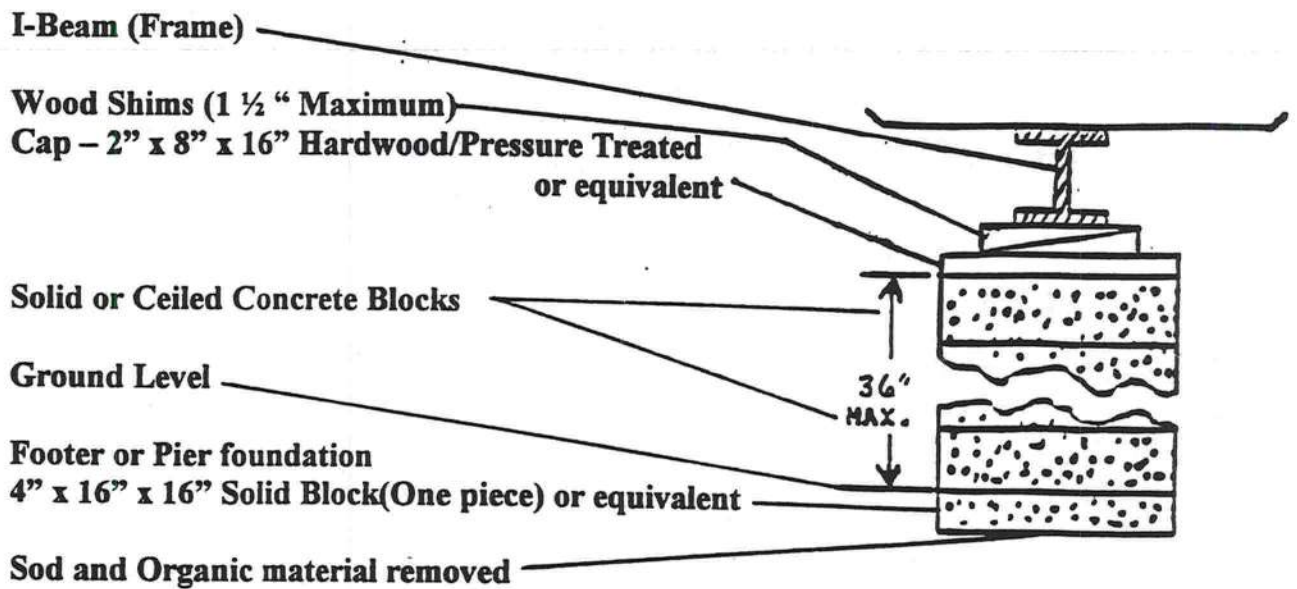 I-Beam (Frame)
Wood Shims (1 ½ “ Maximum)
Cap – 2” x 8” x 16” Hardwood/Pressure Treated
or equivalent
Solid or Ceiled Concrete Blocks
Ground Level
36"
MAX.
Footer or Pier foundation
4” x 16” x 16” Solid Block(One piece) or equivalent
Sod and Organic material removed